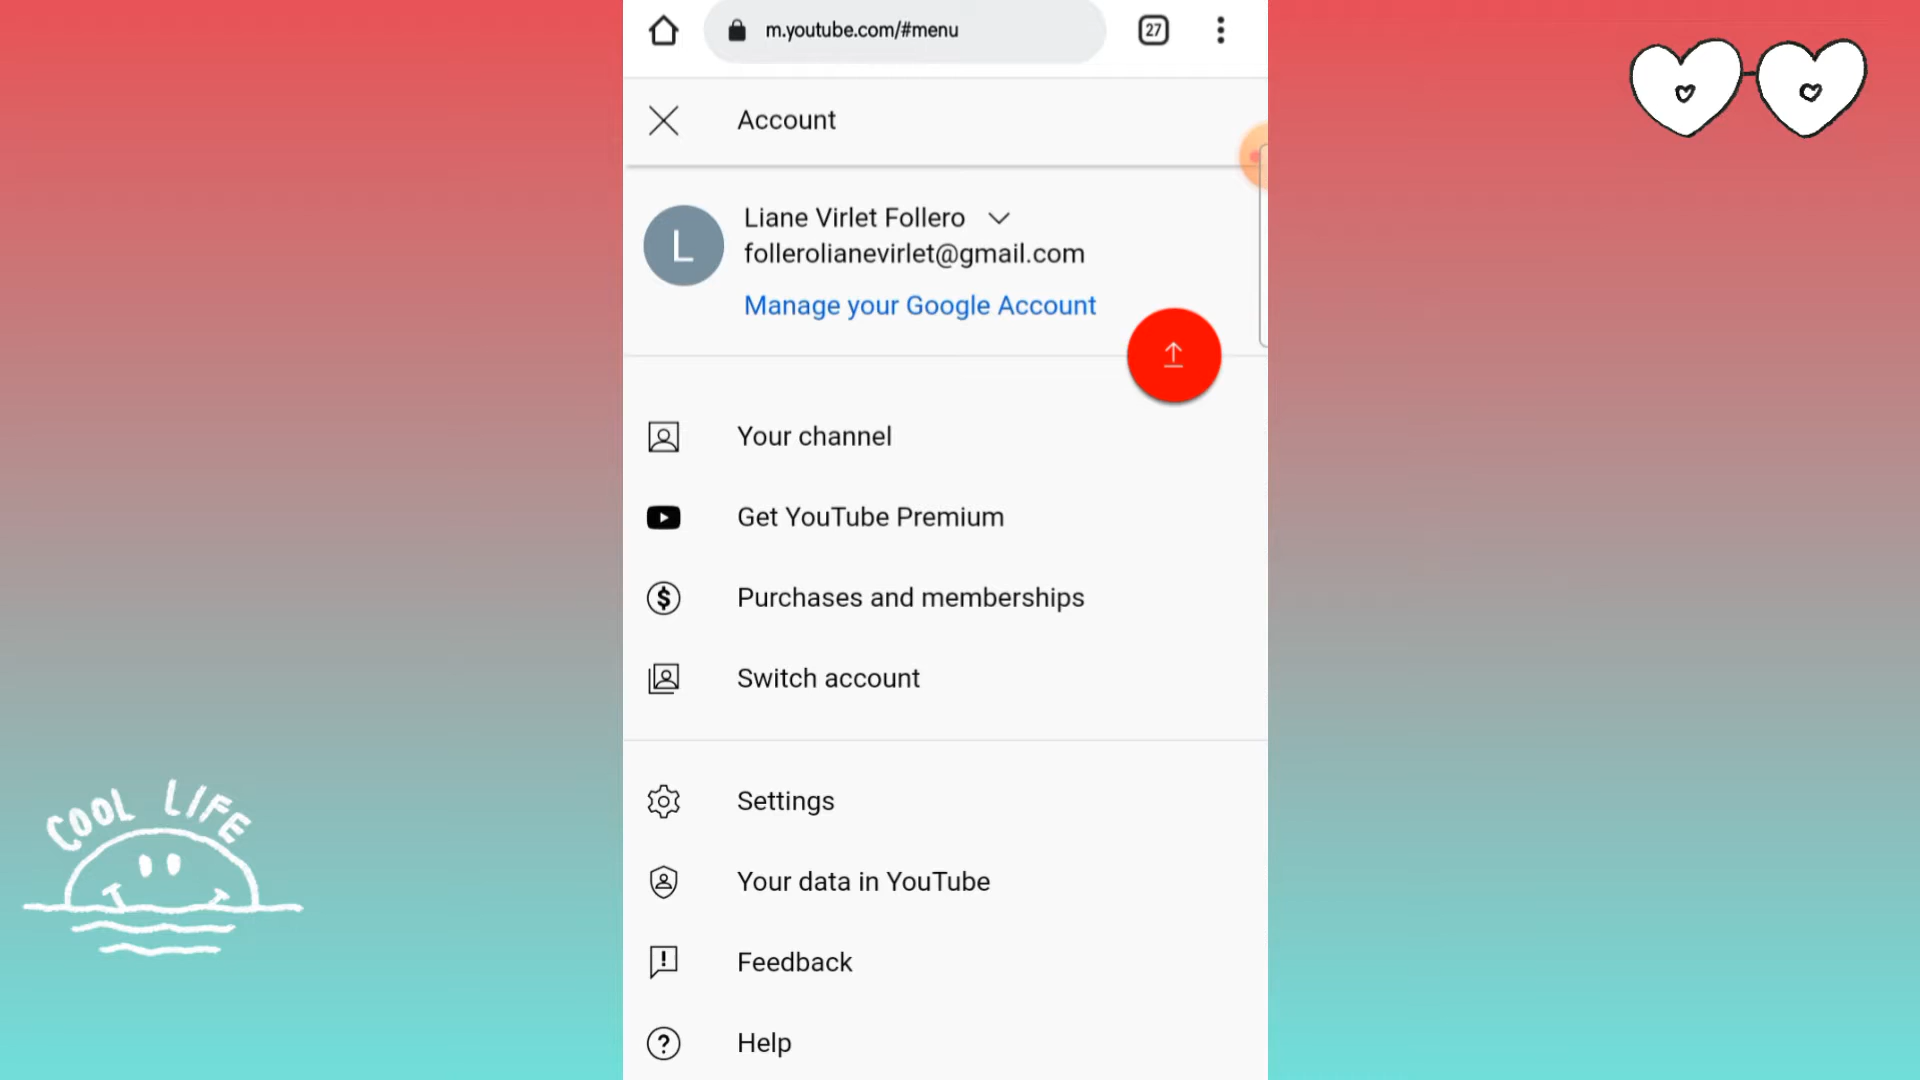 m.youtube.com/#menu
27
Account
Liane Virlet Follero
L
follerolianevirlet@gmail.com
Manage your Google Account
Your channel
Get YouTube Premium
Purchases and memberships
Switch account
Settings
Your data in YouTube
Feedback
Help
COOL LIFE